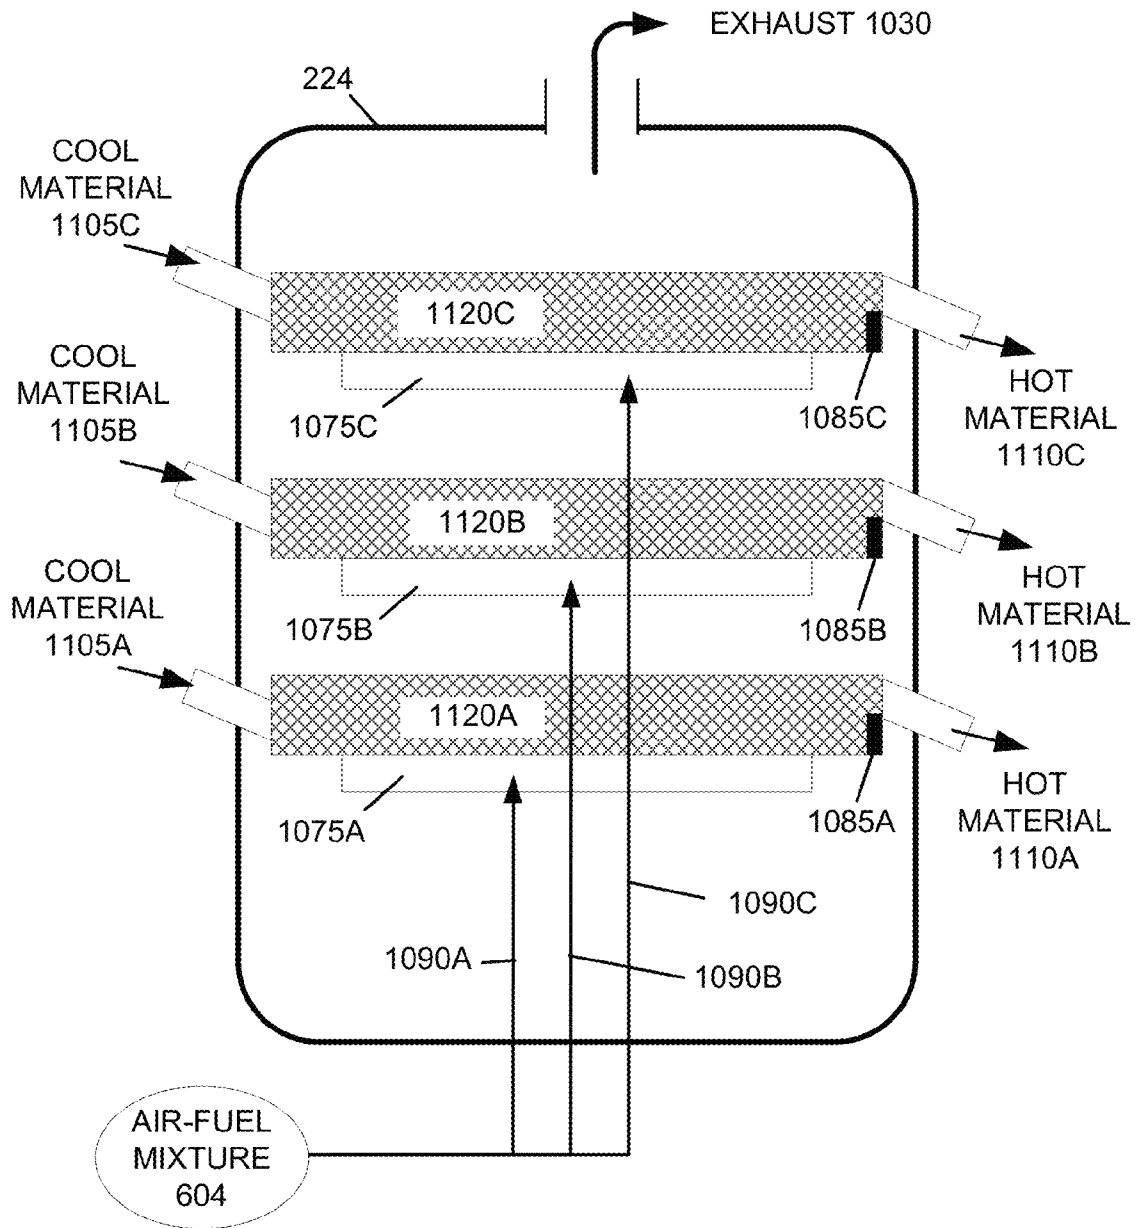 EXHAUST 1030
224
COOL
MATERIAL
1105C
1120C
1075C
1085C
HOT
MATERIAL
1110C
COOL
MATERIAL
1105B
1120B
1075B
1085B
HOT
MATERIAL
1110B
COOL
MATERIAL
1105A
1120A
1075A
1085A
HOT
MATERIAL
1110A
1090C
1090A
1090B
AIR-FUEL
MIXTURE
604